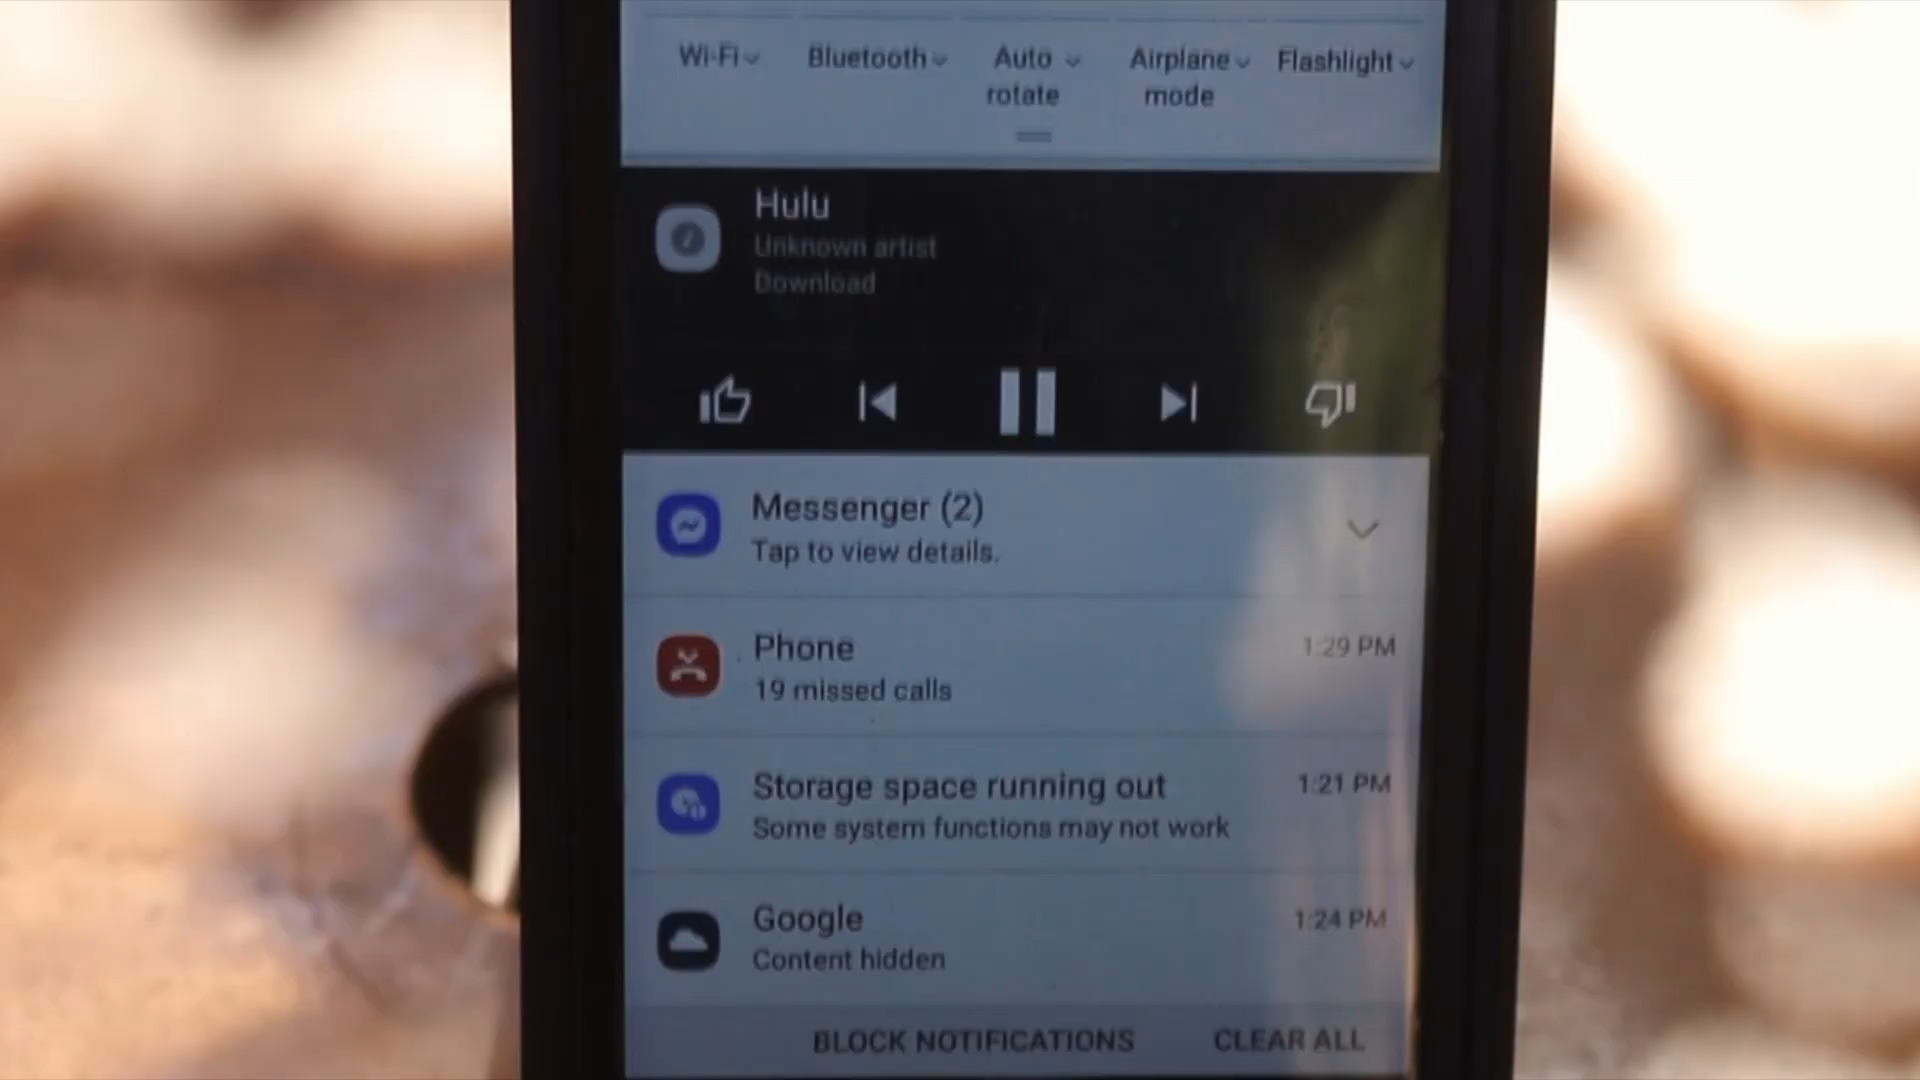 Wi-Fi Bluetooth Auto rotate Airplane mode Flashlight
Hulu
Unknown artist
Download
Messenger (2)
Tap to view details.
Phone 1:29 PM
19 missed calls
Storage space running out 1:21 PM
Some system functions may not work
Google 1:24 PM
Content hidden
BLOCK NOTIFICATIONS CLEAR ALL